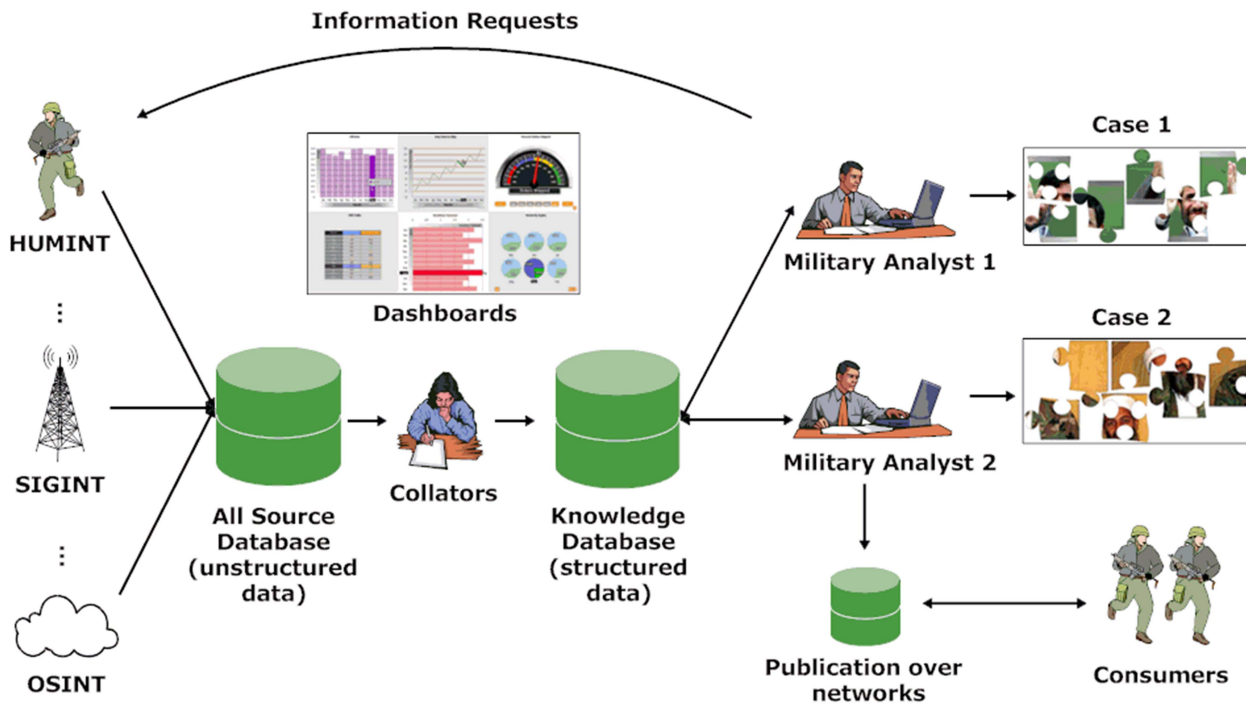 Information Requests
HUMINT
...
SIGINT
...
OSINT
Dashboards
All Source
Database
(unstructured
data)
Collators
Knowledge
Database
(structured
data)
Military Analyst 1
Case 1
Military Analyst 2
Case 2
Publication over
networks
Consumers